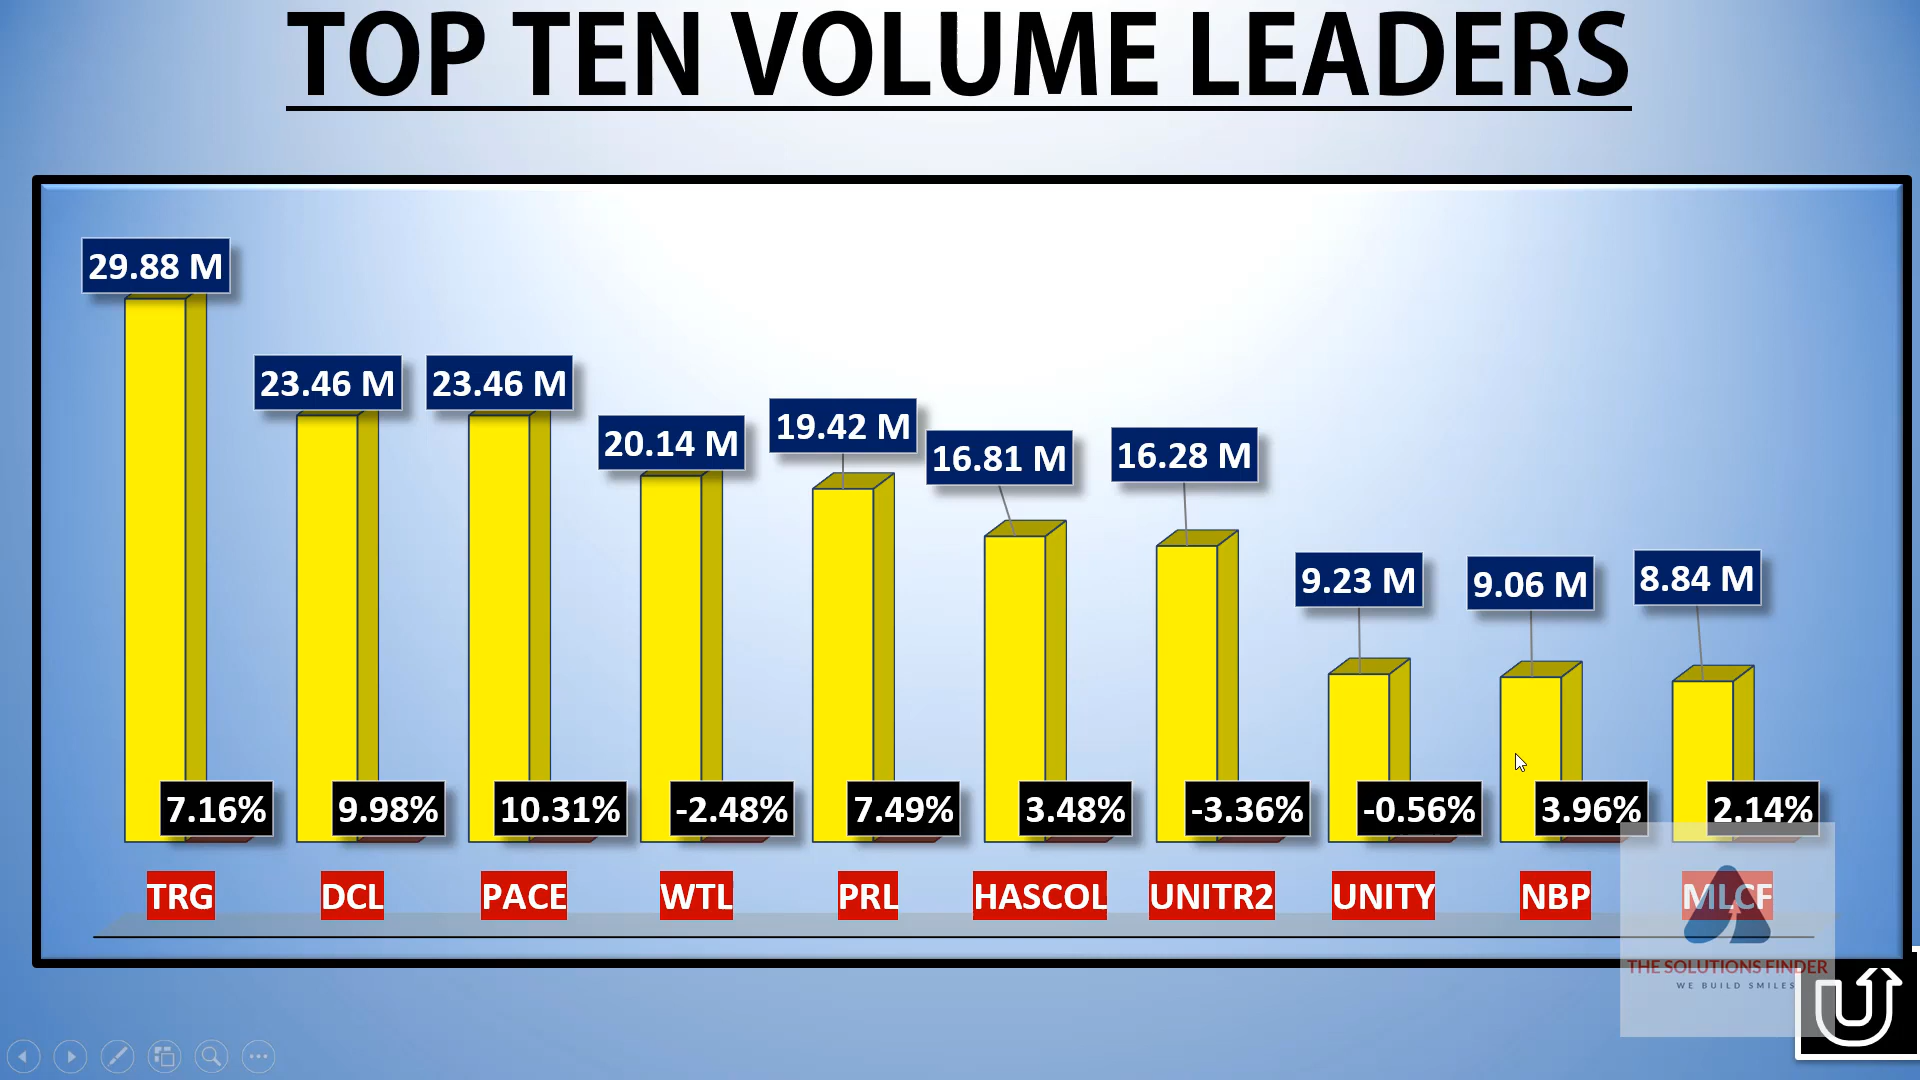 TOP TEN VOLUME LEADERS
29.88 M
23.46 M
23.46 M
20.14 M
19.42 M
16.81 M
16.28 M
9.23 M
9.06 M
8.84 M
7.16%
9.98%
10.31%
-2.48%
7.49%
3.48%
-3.36%
-0.56%
3.96%
2.14%
TRG
DCL
PACE
WTL
PRL
HASCOL
UNITR2
UNITY
NBP
MLCF
THE SOLUTIONS FINDER
WE BUILD SMILES